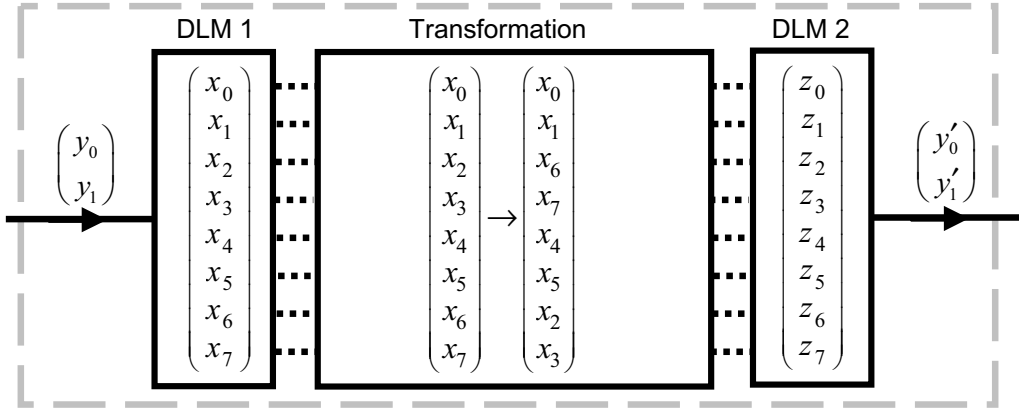 DLM 1 Transformation DLM 2
x₀ x₀ x₀ z₀
x₁ x₁ x₁ z₁
y₀ x₂ x₂ x₆ z₂ y′₀
y₁ x₃ x₃ → x₇ z₃ y′₁
x₄ x₄ x₄ z₄
x₅ x₅ x₅ z₅
x₆ x₆ x₂ z₆
x₇ x₇ x₃ z₇